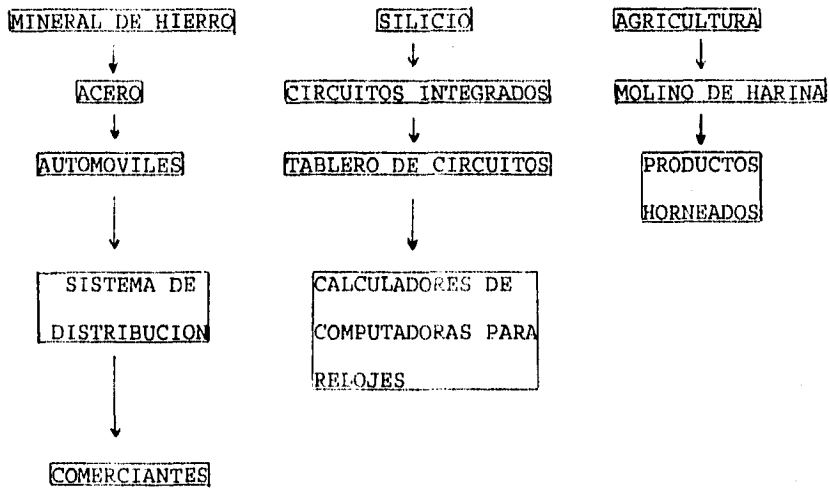 MINERAL DE HIERRO
ACERO
AUTOMOVILES
SISTEMA DE
DISTRIBUCION
COMERCIANTES
SILICIO
CIRCUITOS INTEGRADOS
TABLERO DE CIRCUITOS
CALCULADORES DE
COMPUTADORAS PARA
RELOJES
AGRICULTURA
MOLINO DE HARINA
PRODUCTOS
HORNEADOS